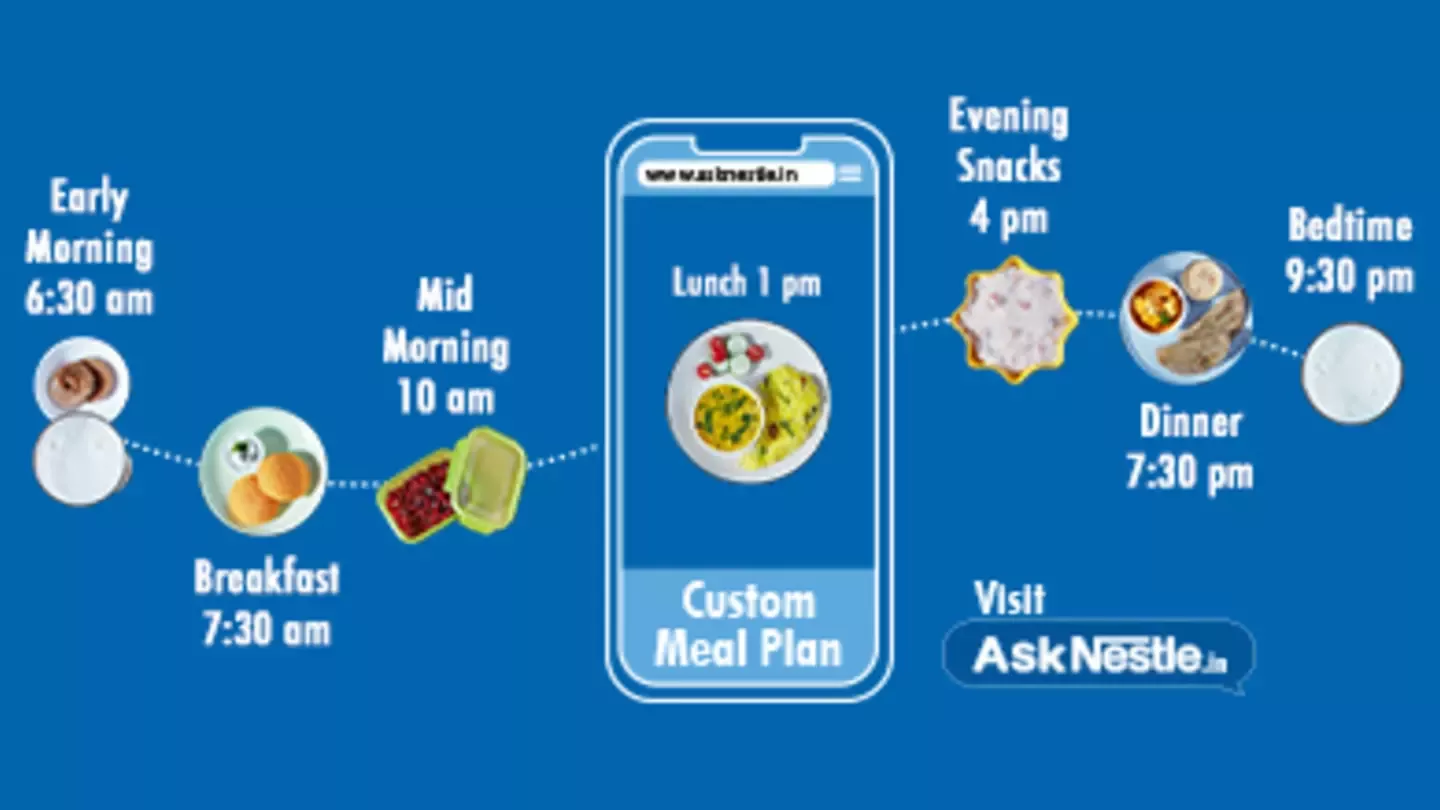 Early
Morning
6:30 am
Breakfast
7:30 am
Mid
Morning
10 am
www.asknestle.in
Lunch 1 pm
Custom
Meal Plan
Evening
Snacks
4 pm
Dinner
7:30 pm
Bedtime
9:30 pm
Visit
AskNestle.in